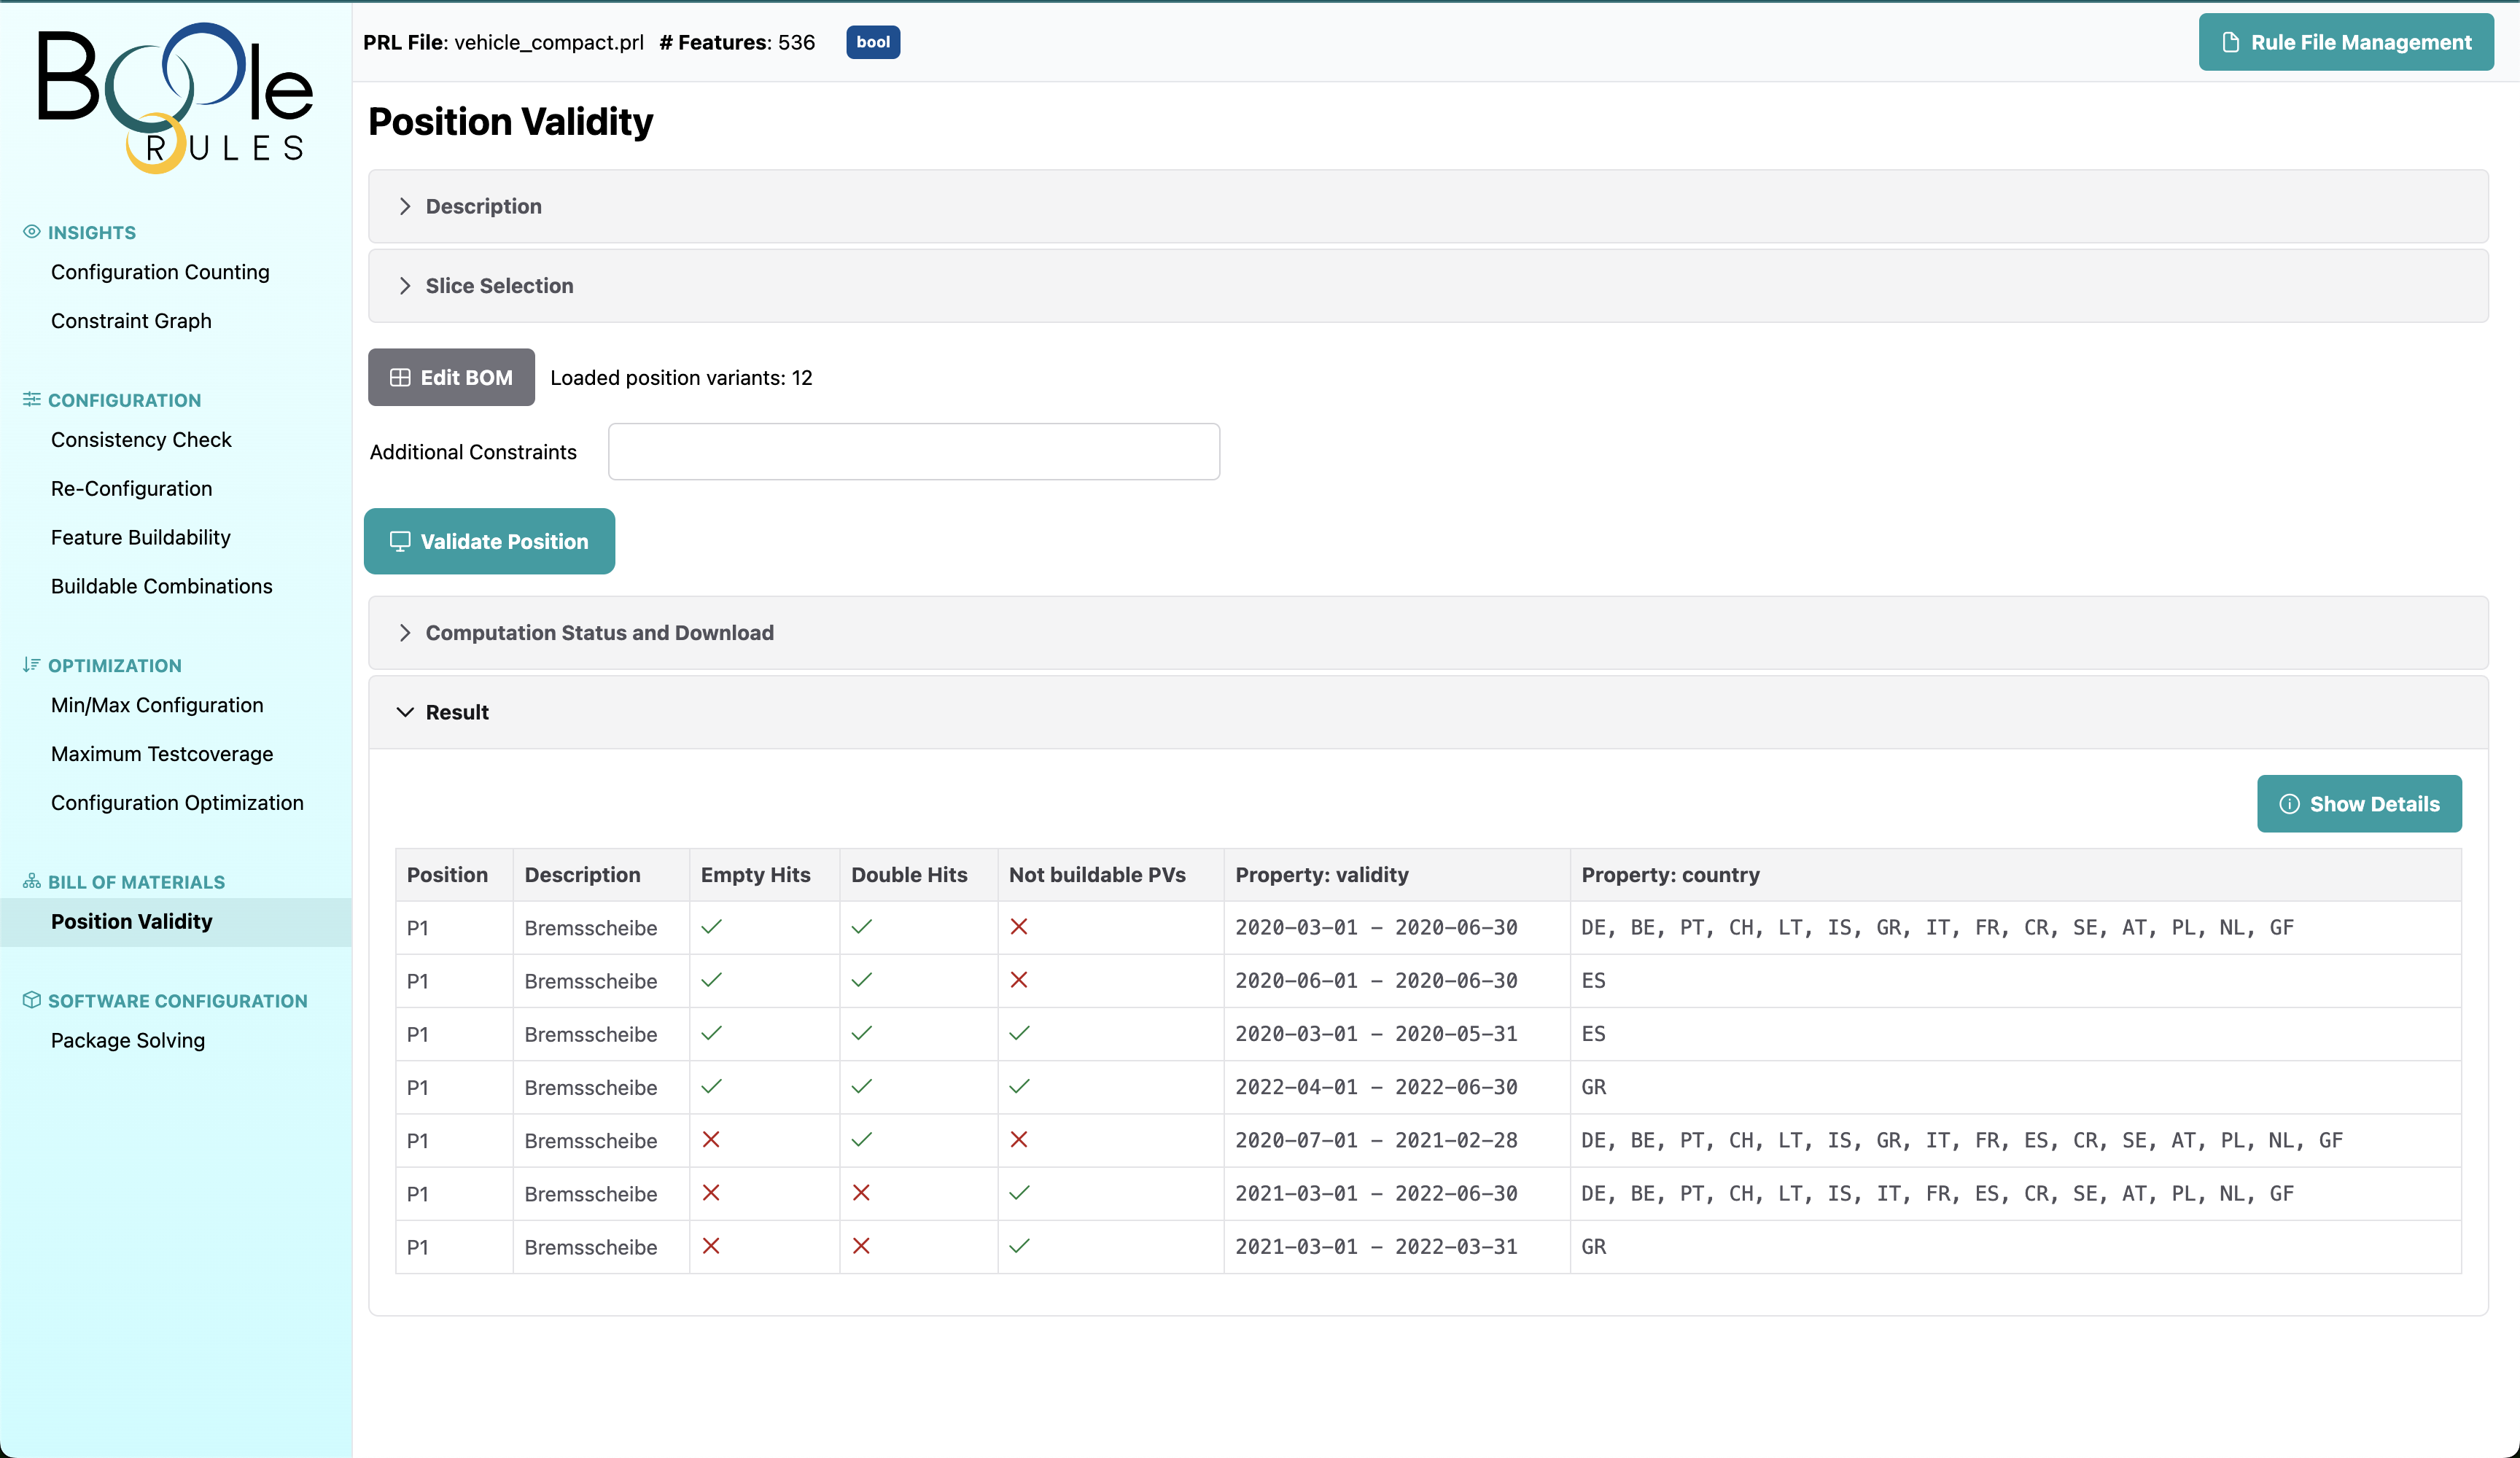 Boole
RULES
PRL File: vehicle_compact.prl # Features: 536 bool
Rule File Management
INSIGHTS
Configuration Counting
Constraint Graph
CONFIGURATION
Consistency Check
Re-Configuration
Feature Buildability
Buildable Combinations
OPTIMIZATION
Min/Max Configuration
Maximum Testcoverage
Configuration Optimization
BILL OF MATERIALS
Position Validity
SOFTWARE CONFIGURATION
Package Solving
Position Validity
Description
Slice Selection
Edit BOM Loaded position variants: 12
Additional Constraints
Validate Position
Computation Status and Download
Result
Show Details
Position Description Empty Hits Double Hits Not buildable PVs Property: validity Property: country
P1 Bremsscheibe 2020-03-01 - 2020-06-30 DE, BE, PT, CH, LT, IS, GR, IT, FR, CR, SE, AT, PL, NL, GF
P1 Bremsscheibe 2020-06-01 - 2020-06-30 ES
P1 Bremsscheibe 2020-03-01 - 2020-05-31 ES
P1 Bremsscheibe 2022-04-01 - 2022-06-30 GR
P1 Bremsscheibe 2020-07-01 - 2021-02-28 DE, BE, PT, CH, LT, IS, GR, IT, FR, ES, CR, SE, AT, PL, NL, GF
P1 Bremsscheibe 2021-03-01 - 2022-06-30 DE, BE, PT, CH, LT, IS, IT, FR, ES, CR, SE, AT, PL, NL, GF
P1 Bremsscheibe 2021-03-01 - 2022-03-31 GR